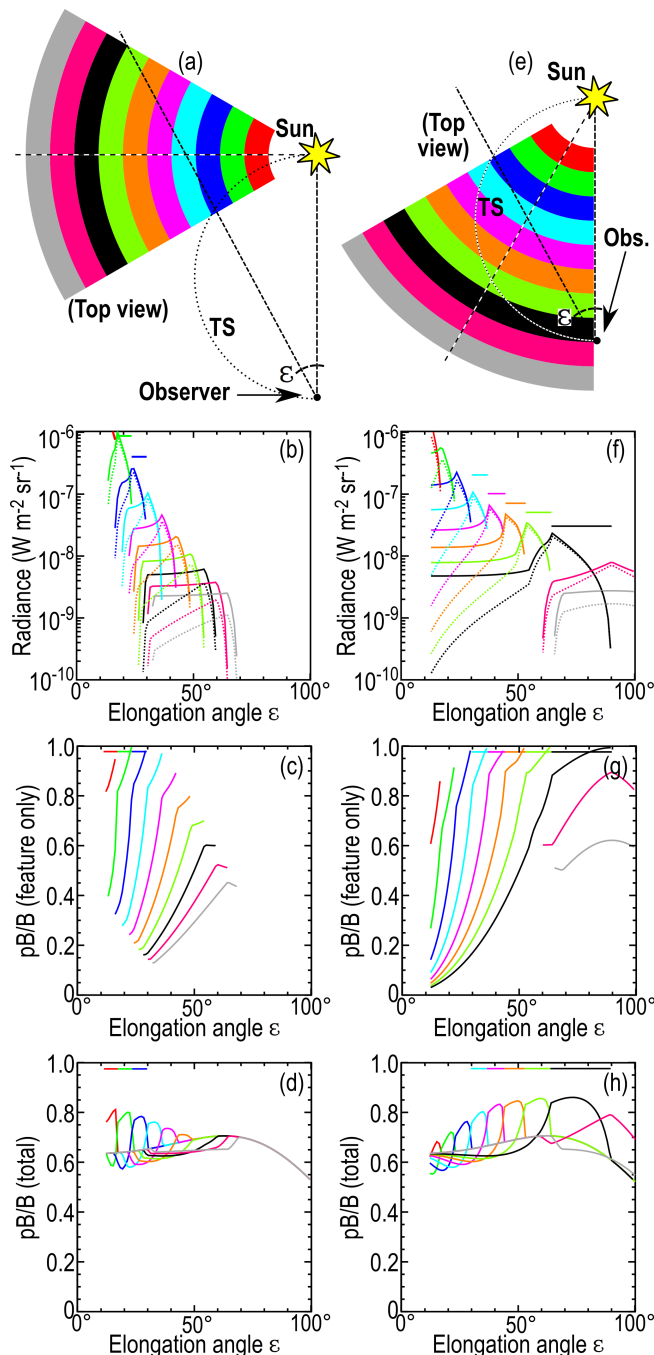 (a)
Sun
(Top view)
TS
ε
Observer
(e)
Sun
(Top
view)
TS
Obs.
ε
(b)
10⁻⁶
10⁻⁷
10⁻⁸
10⁻⁹
10⁻¹⁰
Radiance (W m⁻² sr⁻¹)
0° 50° 100°
Elongation angle ε
(f)
10⁻⁶
10⁻⁷
10⁻⁸
10⁻⁹
10⁻¹⁰
Radiance (W m⁻² sr⁻¹)
0° 50° 100°
Elongation angle ε
(c)
1.0
0.8
0.6
0.4
0.2
0
pB/B (feature only)
0° 50° 100°
Elongation angle ε
(g)
1.0
0.8
0.6
0.4
0.2
0
pB/B (feature only)
0° 50° 100°
Elongation angle ε
(d)
1.0
0.8
0.6
0.4
0.2
0
pB/B (total)
0° 50° 100°
Elongation angle ε
(h)
1.0
0.8
0.6
0.4
0.2
0
pB/B (total)
0° 50° 100°
Elongation angle ε